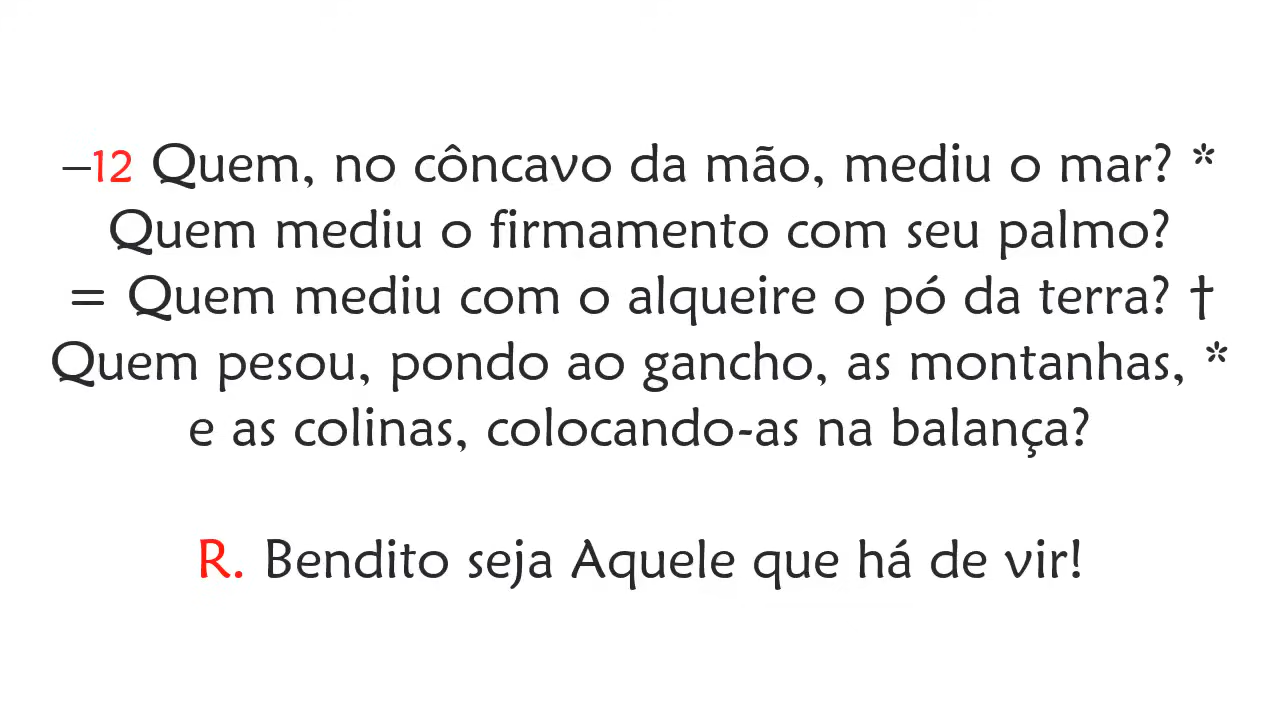 –12 Quem, no côncavo da mão, mediu o mar? *
Quem mediu o firmamento com seu palmo?
= Quem mediu com o alqueire o pó da terra? †
Quem pesou, pondo ao gancho, as montanhas, *
e as colinas, colocando-as na balança?
R. Bendito seja Aquele que há de vir!